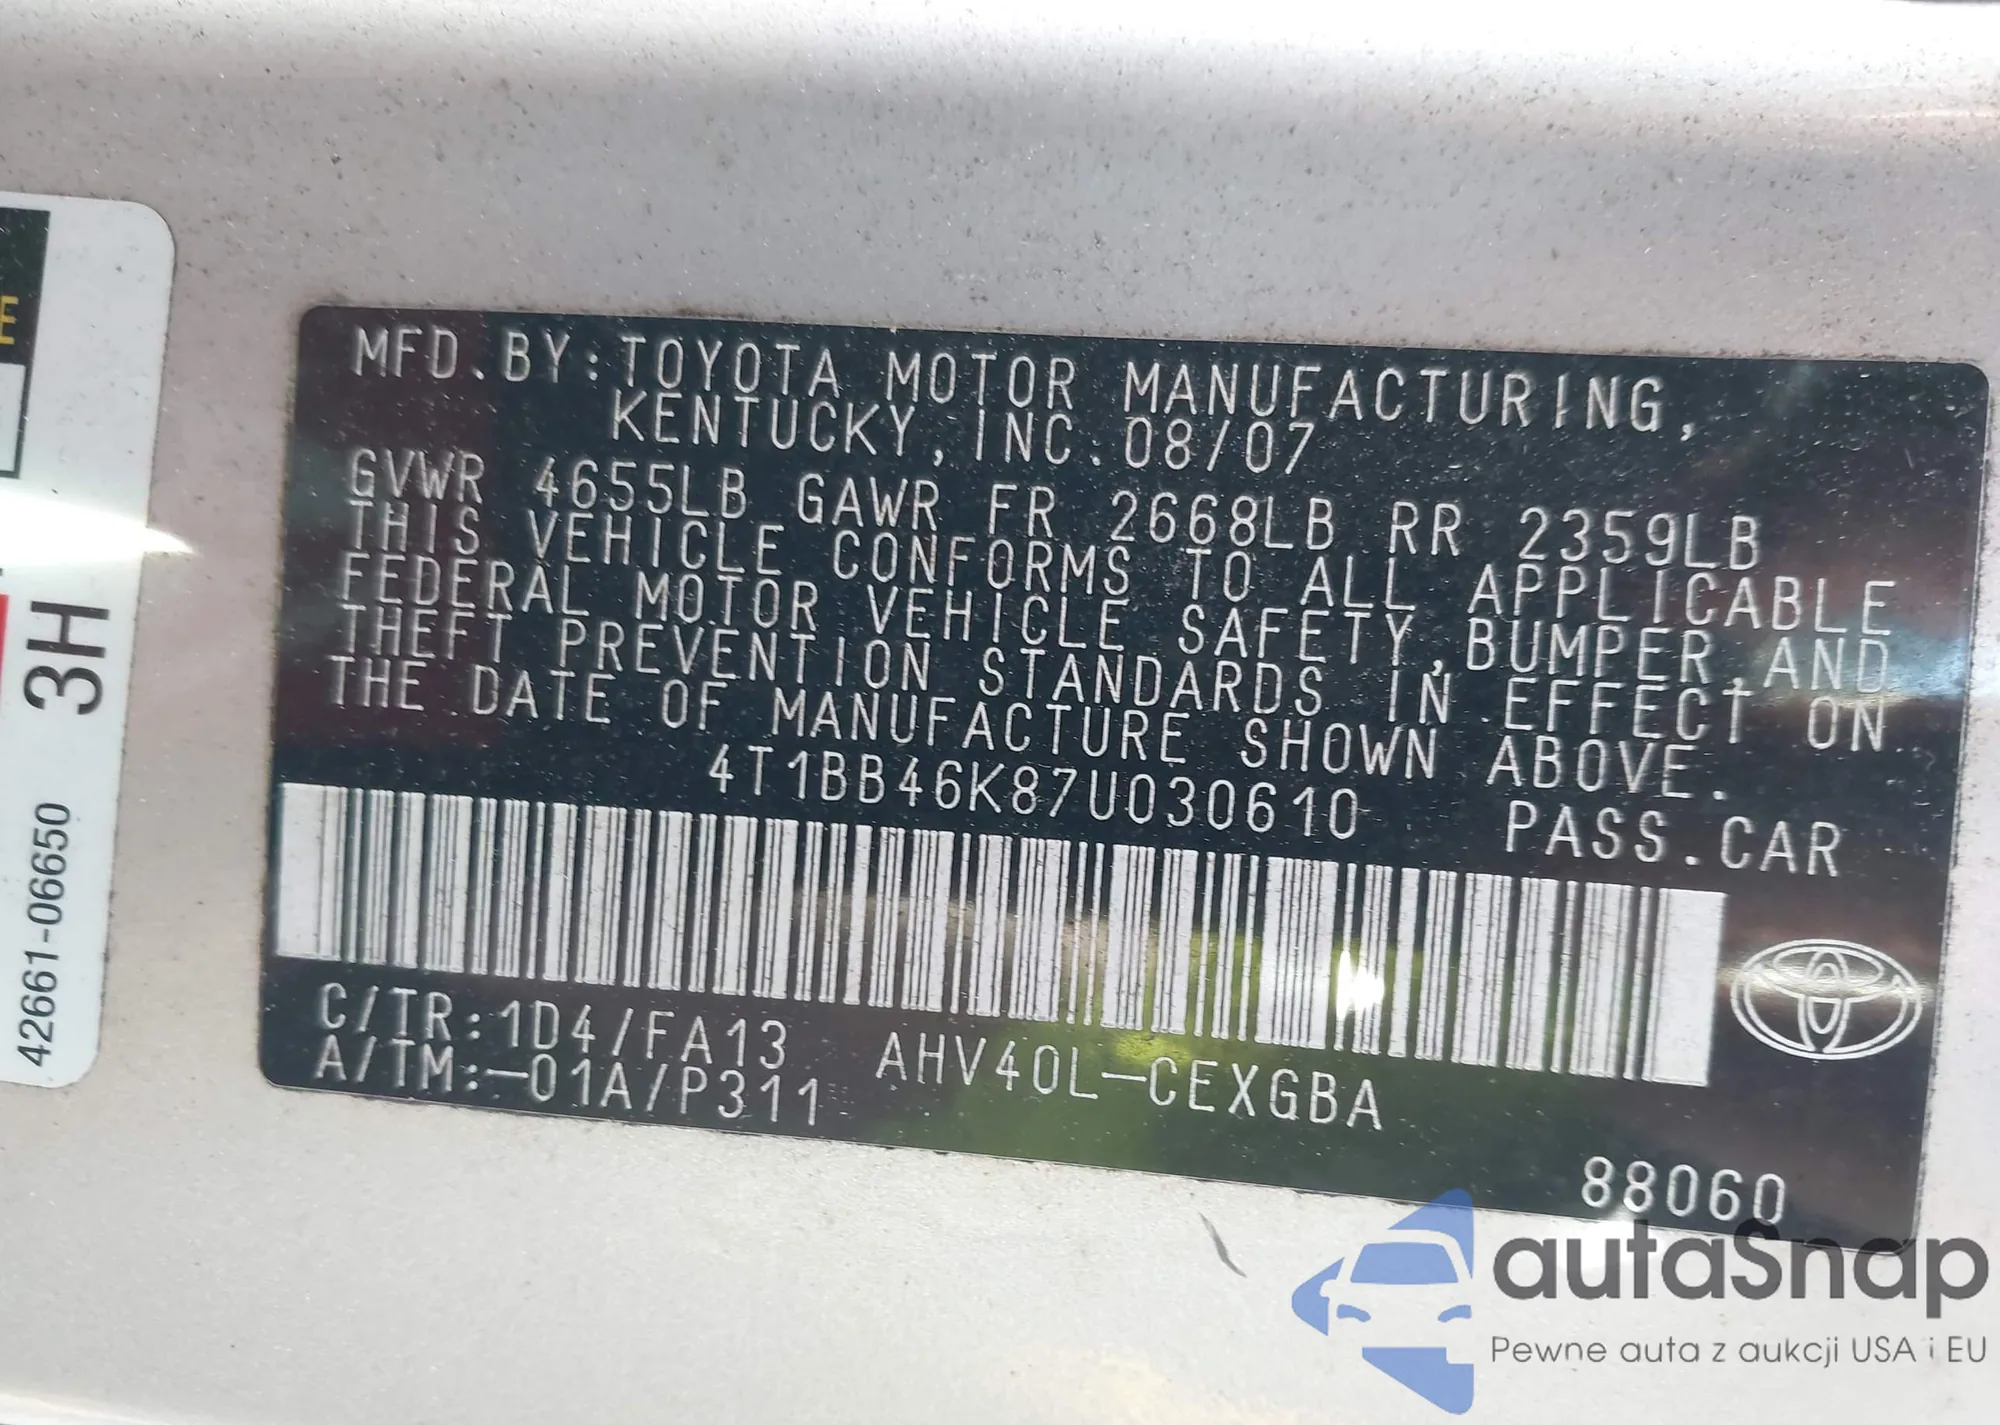 MFD.BY:TOYOTA MOTOR MANUFACTURING,
KENTUCKY,INC.08/07
GVWR 4655LB GAWR FR 2668LB RR 2359LB
THIS VEHICLE CONFORMS TO ALL APPLICABLE
FEDERAL MOTOR VEHICLE SAFETY,BUMPER,AND
THEFT PREVENTION STANDARDS IN EFFECT ON
THE DATE OF MANUFACTURE SHOWN ABOVE.
4T1BB46K87U030610 PASS.CAR
C/TR:1D4/FA13 AHV40L-CEXGBA
A/TM:-01A/P311
88060
E
3H
42661-06650
autaSnap
Pewne auta z aukcji USA i EU